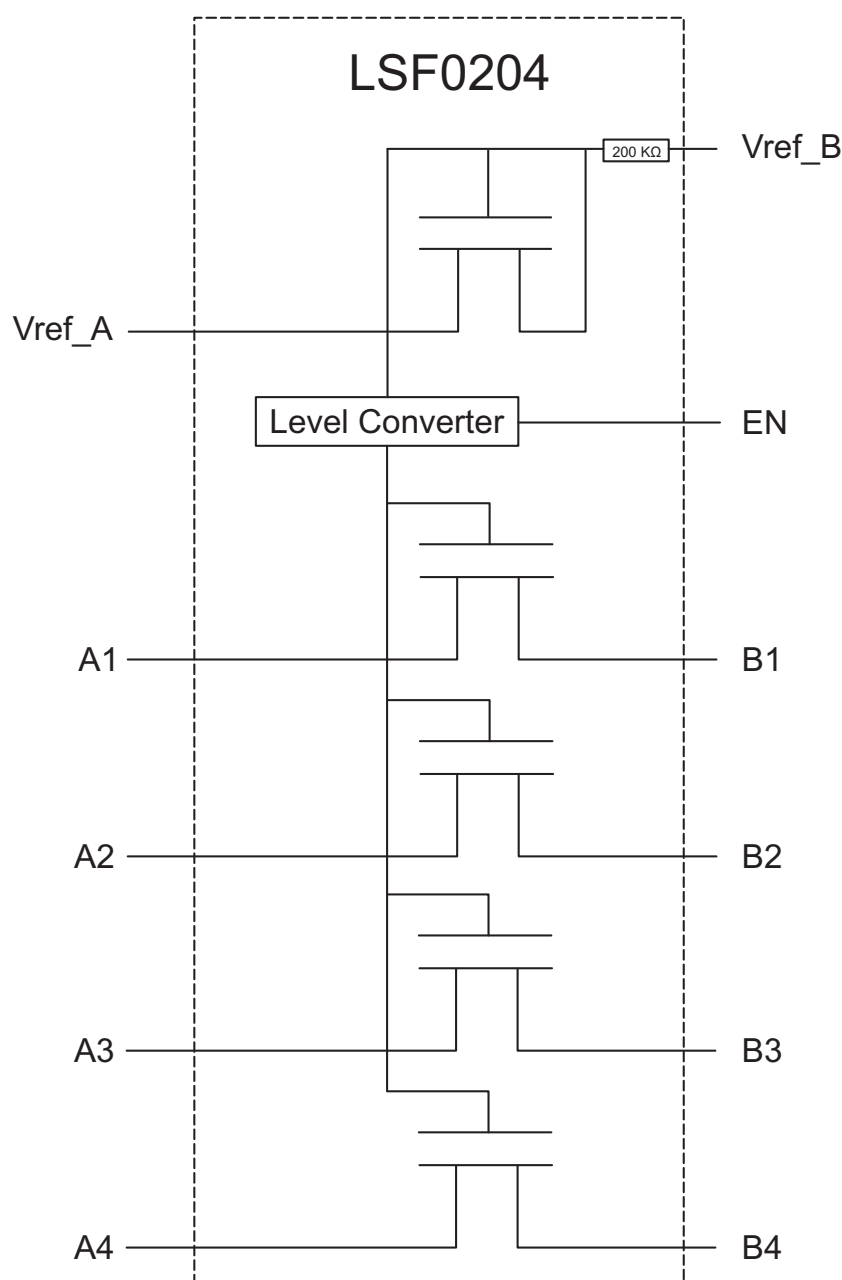 LSF0204
200 KΩ
Vref_B
Vref_A
Level Converter
EN
A1
B1
A2
B2
A3
B3
A4
B4